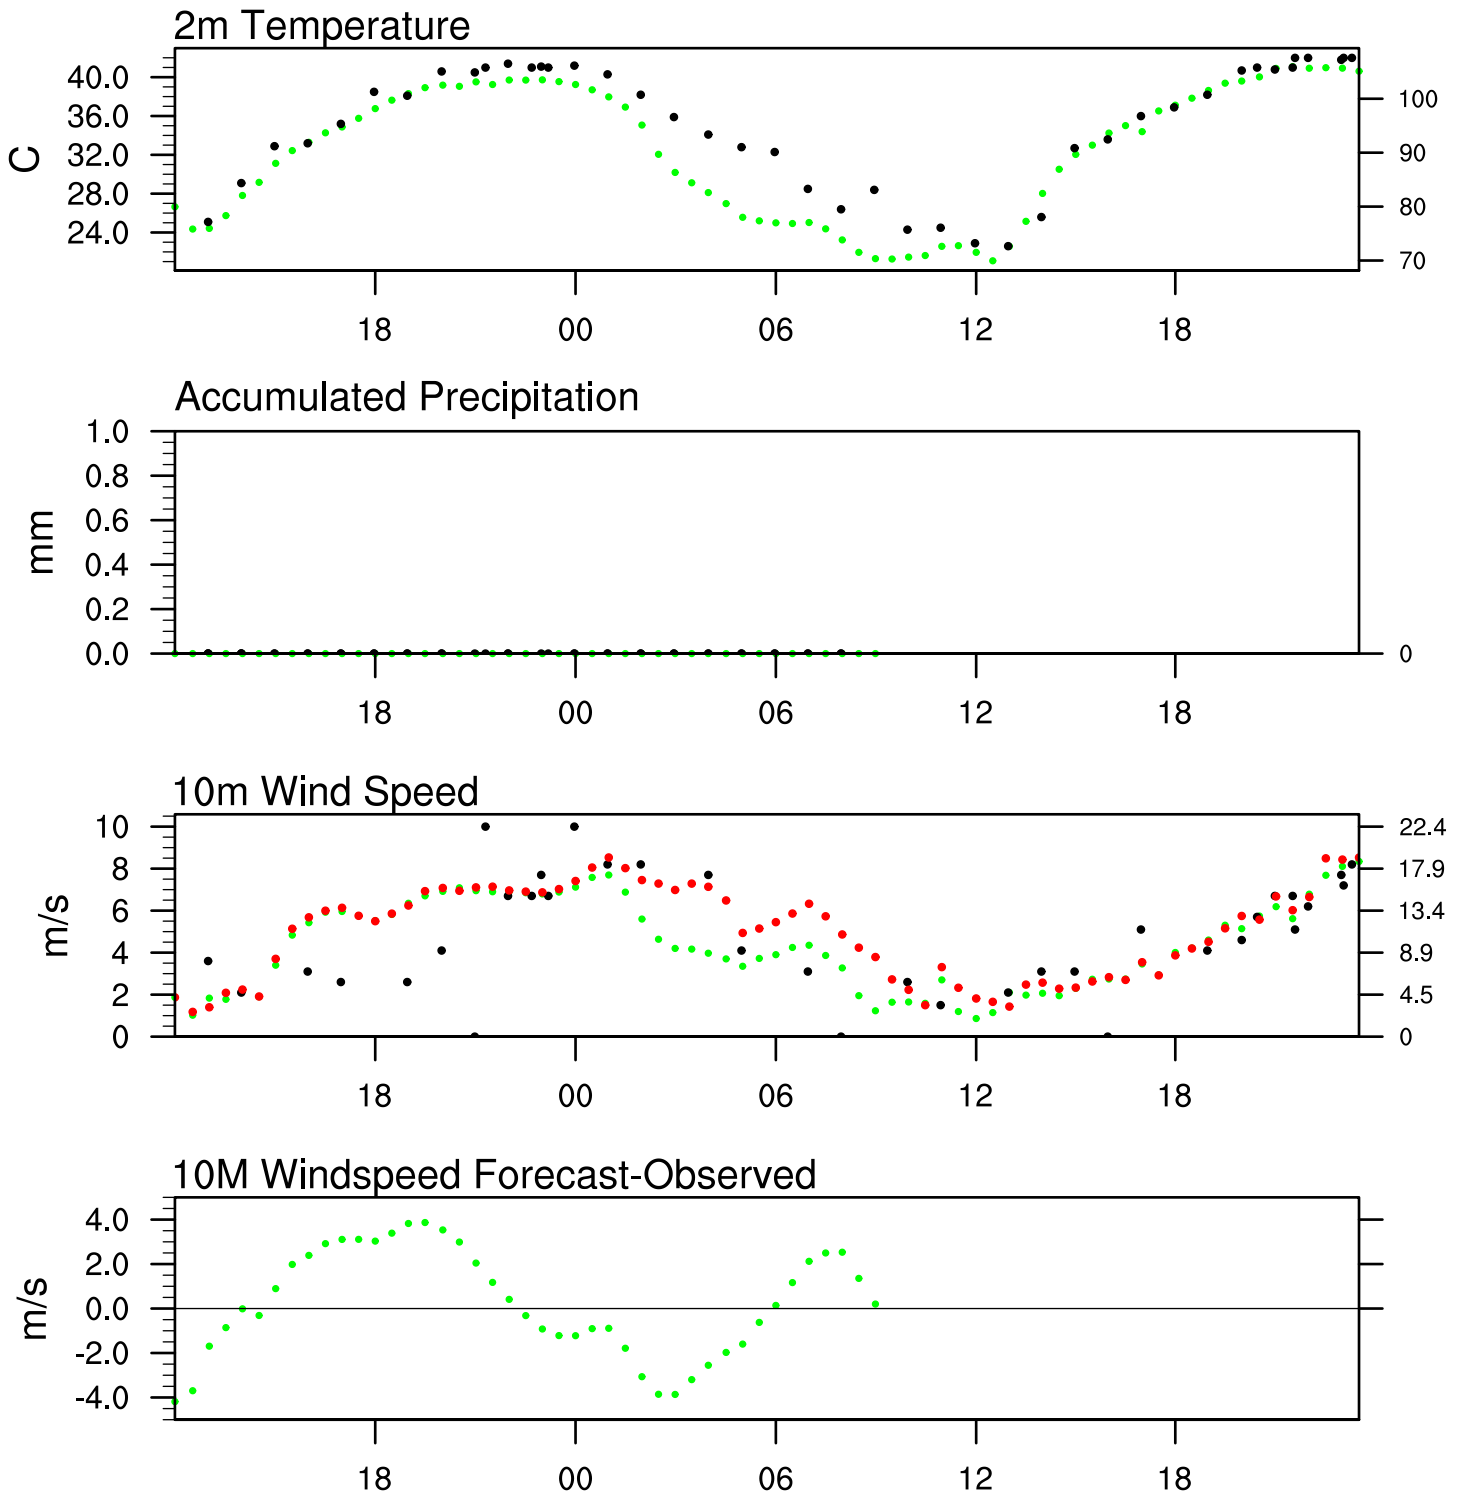 2m Temperature
C
40.0
36.0
32.0
28.0
24.0
100
90
80
70
18 00 06 12 18
Accumulated Precipitation
mm
1.0
0.8
0.6
0.4
0.2
0.0
0
18 00 06 12 18
10m Wind Speed
m/s
10
8
6
4
2
0
22.4
17.9
13.4
8.9
4.5
0
18 00 06 12 18
10M Windspeed Forecast-Observed
m/s
4.0
2.0
0.0
-2.0
-4.0
18 00 06 12 18